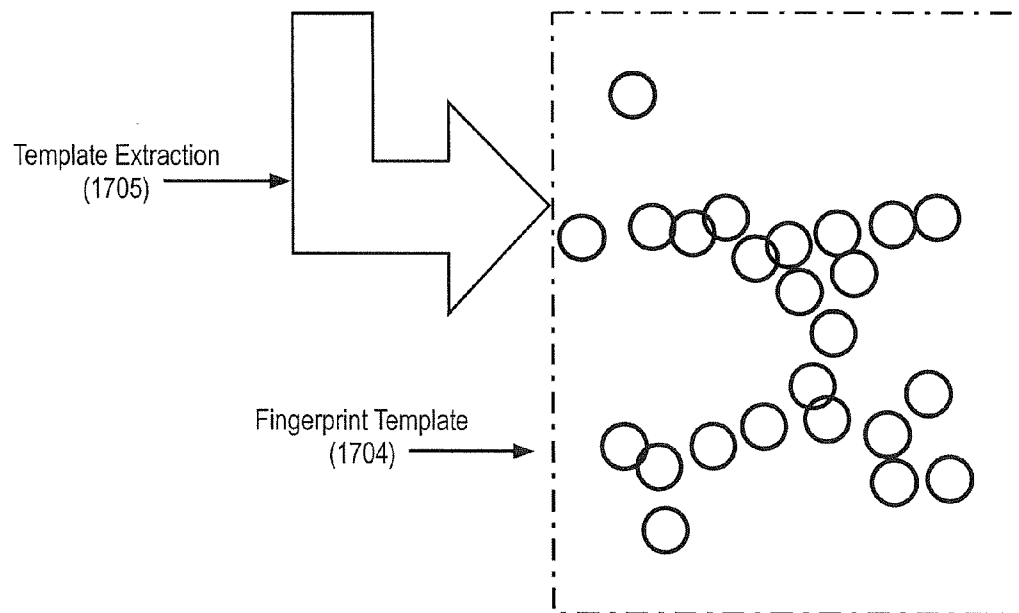 Template Extraction
(1705)
Fingerprint Template
(1704)